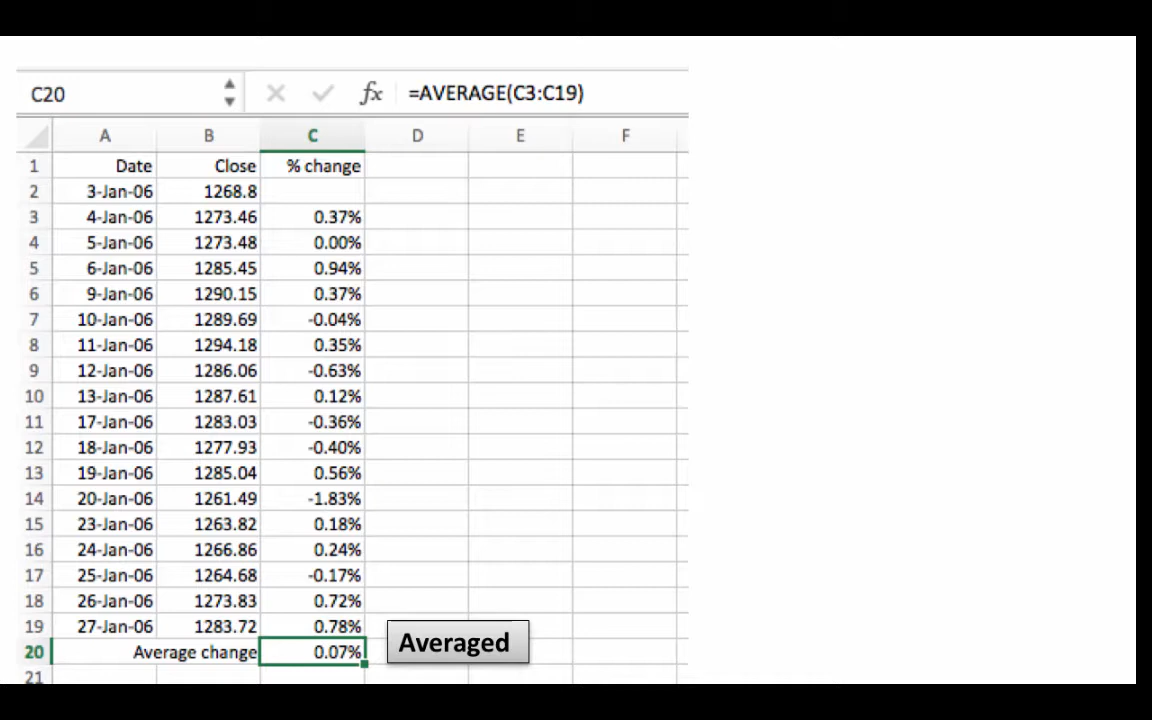 C20 fx =AVERAGE(C3:C19)
A B C D E F
1 Date Close % change
2 3-Jan-06 1268.8
3 4-Jan-06 1273.46 0.37%
4 5-Jan-06 1273.48 0.00%
5 6-Jan-06 1285.45 0.94%
6 9-Jan-06 1290.15 0.37%
7 10-Jan-06 1289.69 -0.04%
8 11-Jan-06 1294.18 0.35%
9 12-Jan-06 1286.06 -0.63%
10 13-Jan-06 1287.61 0.12%
11 17-Jan-06 1283.03 -0.36%
12 18-Jan-06 1277.93 -0.40%
13 19-Jan-06 1285.04 0.56%
14 20-Jan-06 1261.49 -1.83%
15 23-Jan-06 1263.82 0.18%
16 24-Jan-06 1266.86 0.24%
17 25-Jan-06 1264.68 -0.17%
18 26-Jan-06 1273.83 0.72%
19 27-Jan-06 1283.72 0.78%
20 Average change 0.07% Averaged
21